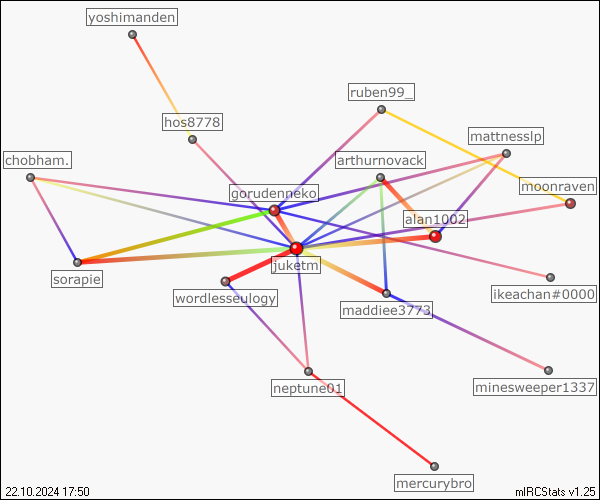 yoshimanden
ruben99_
hos8778
mattnesslp
chobham.
arthurnovack
moonraven
gorudenneko
alan1002
juketm
sorapie
wordlesseulogy
ikeachan#0000
maddiee3773
neptune01
minesweeper1337
mercurybro
22.10.2024 17:50
mIRCStats v1.25